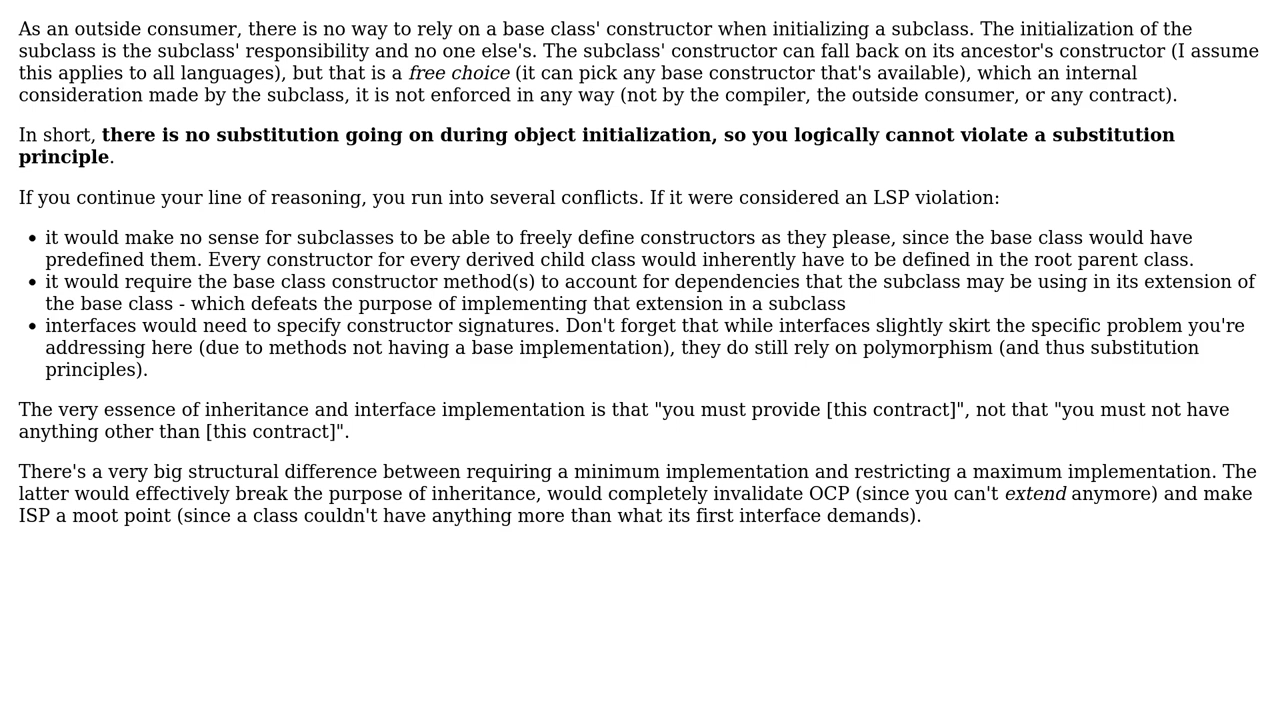 As an outside consumer, there is no way to rely on a base class' constructor when initializing a subclass. The initialization of the
subclass is the subclass' responsibility and no one else's. The subclass' constructor can fall back on its ancestor's constructor (I assume
this applies to all languages), but that is a free choice (it can pick any base constructor that's available), which an internal
consideration made by the subclass, it is not enforced in any way (not by the compiler, the outside consumer, or any contract).
In short, there is no substitution going on during object initialization, so you logically cannot violate a substitution
principle.
If you continue your line of reasoning, you run into several conflicts. If it were considered an LSP violation:
• it would make no sense for subclasses to be able to freely define constructors as they please, since the base class would have
predefined them. Every constructor for every derived child class would inherently have to be defined in the root parent class.
• it would require the base class constructor method(s) to account for dependencies that the subclass may be using in its extension of
the base class - which defeats the purpose of implementing that extension in a subclass
• interfaces would need to specify constructor signatures. Don't forget that while interfaces slightly skirt the specific problem you're
addressing here (due to methods not having a base implementation), they do still rely on polymorphism (and thus substitution
principles).
The very essence of inheritance and interface implementation is that "you must provide [this contract]", not that "you must not have
anything other than [this contract]".
There's a very big structural difference between requiring a minimum implementation and restricting a maximum implementation. The
latter would effectively break the purpose of inheritance, would completely invalidate OCP (since you can't extend anymore) and make
ISP a moot point (since a class couldn't have anything more than what its first interface demands).